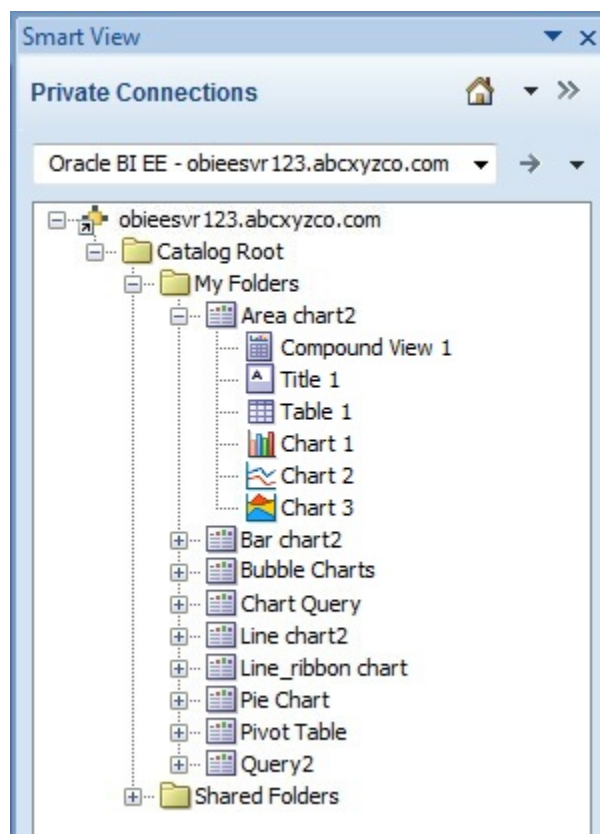 Smart View
Private Connections
Oracle BI EE - obieesvr123.abcxyzco.com
obieesvr123.abcxyzco.com
Catalog Root
My Folders
Area chart2
Compound View 1
Title 1
Table 1
Chart 1
Chart 2
Chart 3
Bar chart2
Bubble Charts
Chart Query
Line chart2
Line_ribbon chart
Pie Chart
Pivot Table
Query2
Shared Folders